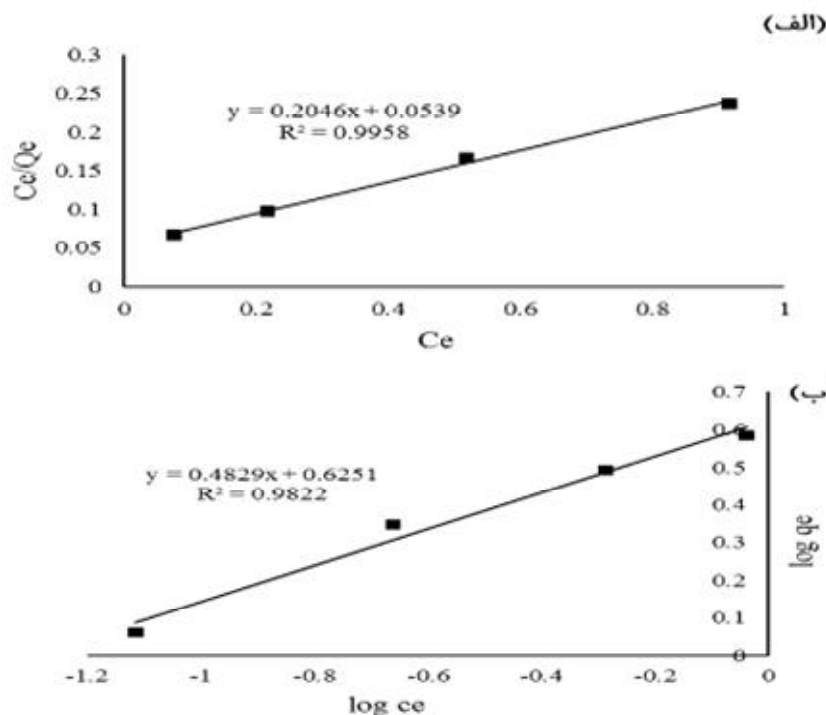 (الف)
0.3
0.25
0.2
0.15
0.1
0.05
0
Ce/Qe
y = 0.2046x + 0.0539
R² = 0.9958
0 0.2 0.4 0.6 0.8 1
Ce
(ب
0.7
0.6
0.5
0.4
0.3
0.2
0.1
0
log qe
y = 0.4829x + 0.6251
R² = 0.9822
-1.2 -1 -0.8 -0.6 -0.4 -0.2 0
log ce